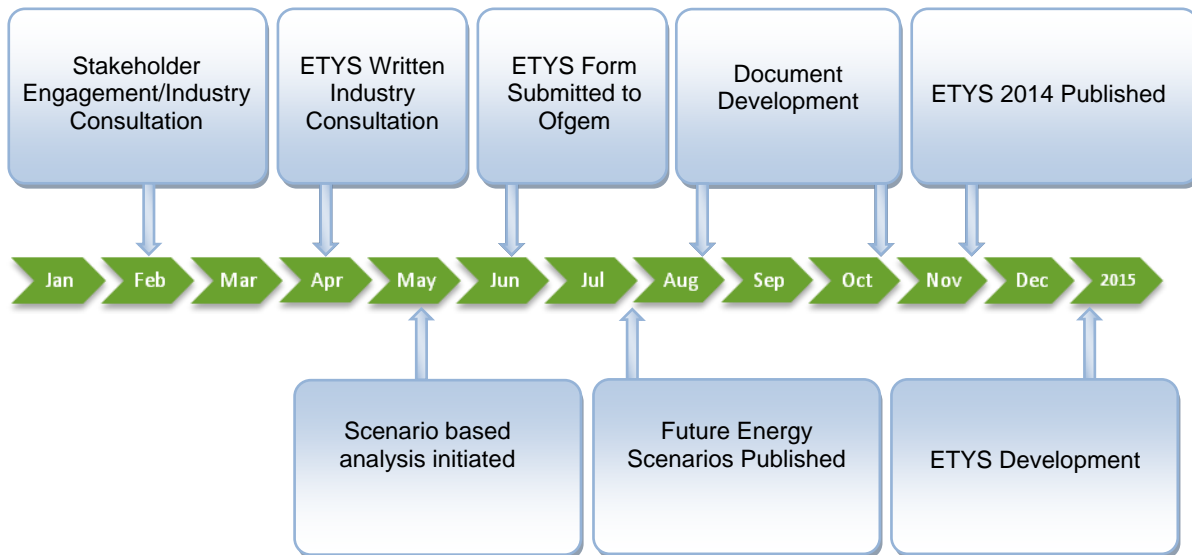 Stakeholder
Engagement/Industry
Consultation
ETYS Written
Industry
Consultation
ETYS Form
Submitted to
Ofgem
Document
Development
ETYS 2014 Published
Jan
Feb
Mar
Apr
May
Jun
Jul
Aug
Sep
Oct
Nov
Dec
2015
Scenario based
analysis initiated
Future Energy
Scenarios Published
ETYS Development